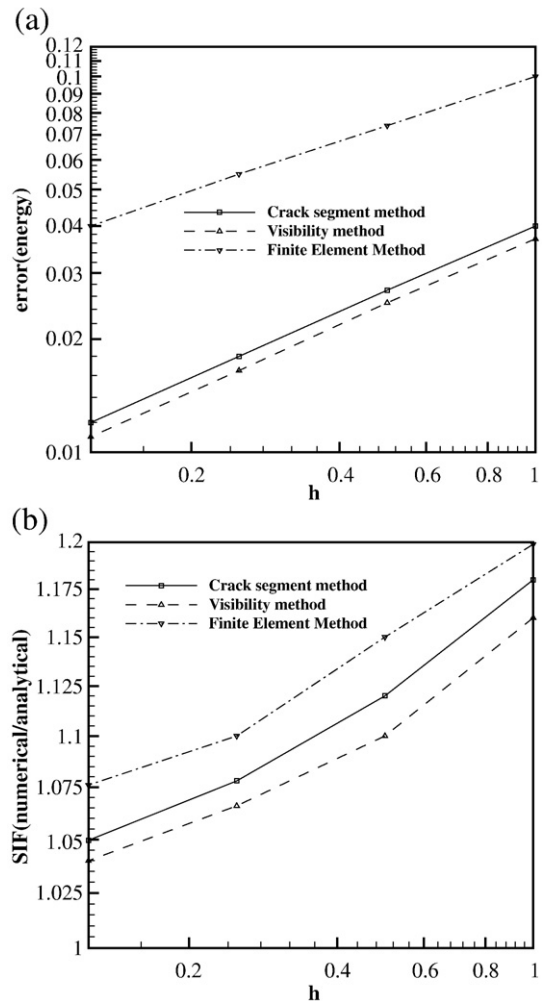 (a)
0.12
0.1
0.09
0.08
0.07
0.06
0.05
0.04
0.03
0.02
0.01
error(energy)
Crack segment method
Visibility method
Finite Element Method
0.2 0.4 0.6 0.8 1
h
(b)
1.2
1.175
1.15
1.125
1.1
1.075
1.05
1.025
1
SIF(numerical/analytical)
Crack segment method
Visibility method
Finite Element Method
0.2 0.4 0.6 0.8 1
h